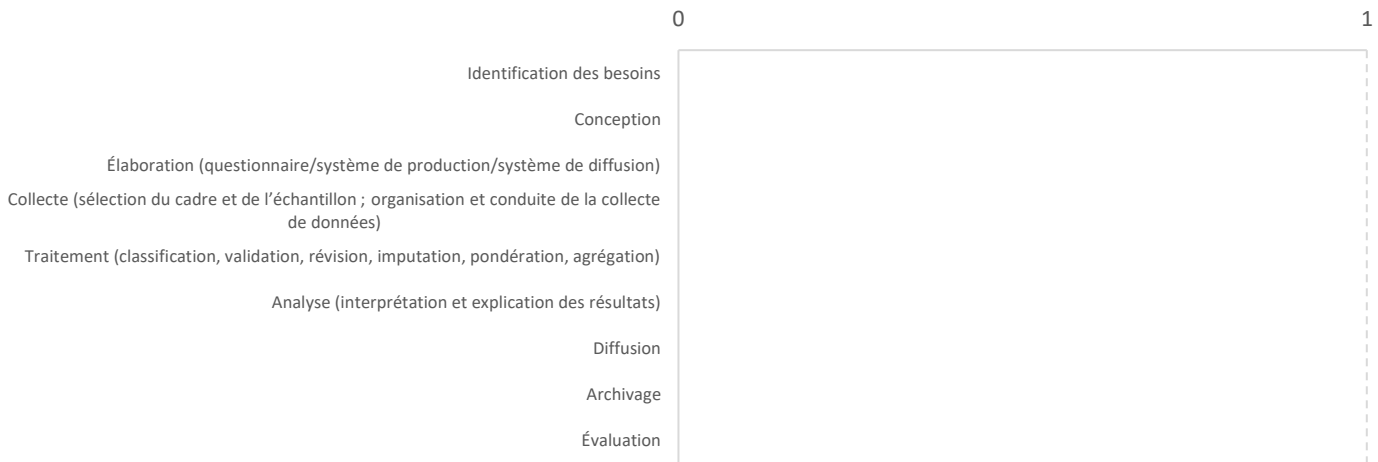 0 1
Identification des besoins
Conception
Élaboration (questionnaire/système de production/système de diffusion)
Collecte (sélection du cadre et de l’échantillon ; organisation et conduite de la collecte
de données)
Traitement (classification, validation, révision, imputation, pondération, agrégation)
Analyse (interprétation et explication des résultats)
Diffusion
Archivage
Évaluation